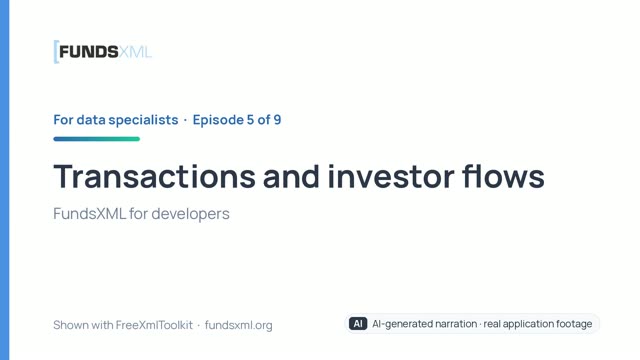 FUNDSXML
For data specialists · Episode 5 of 9
Transactions and investor flows
FundsXML for developers
Shown with FreeXmlToolkit · fundsxml.org
AI AI-generated narration · real application footage